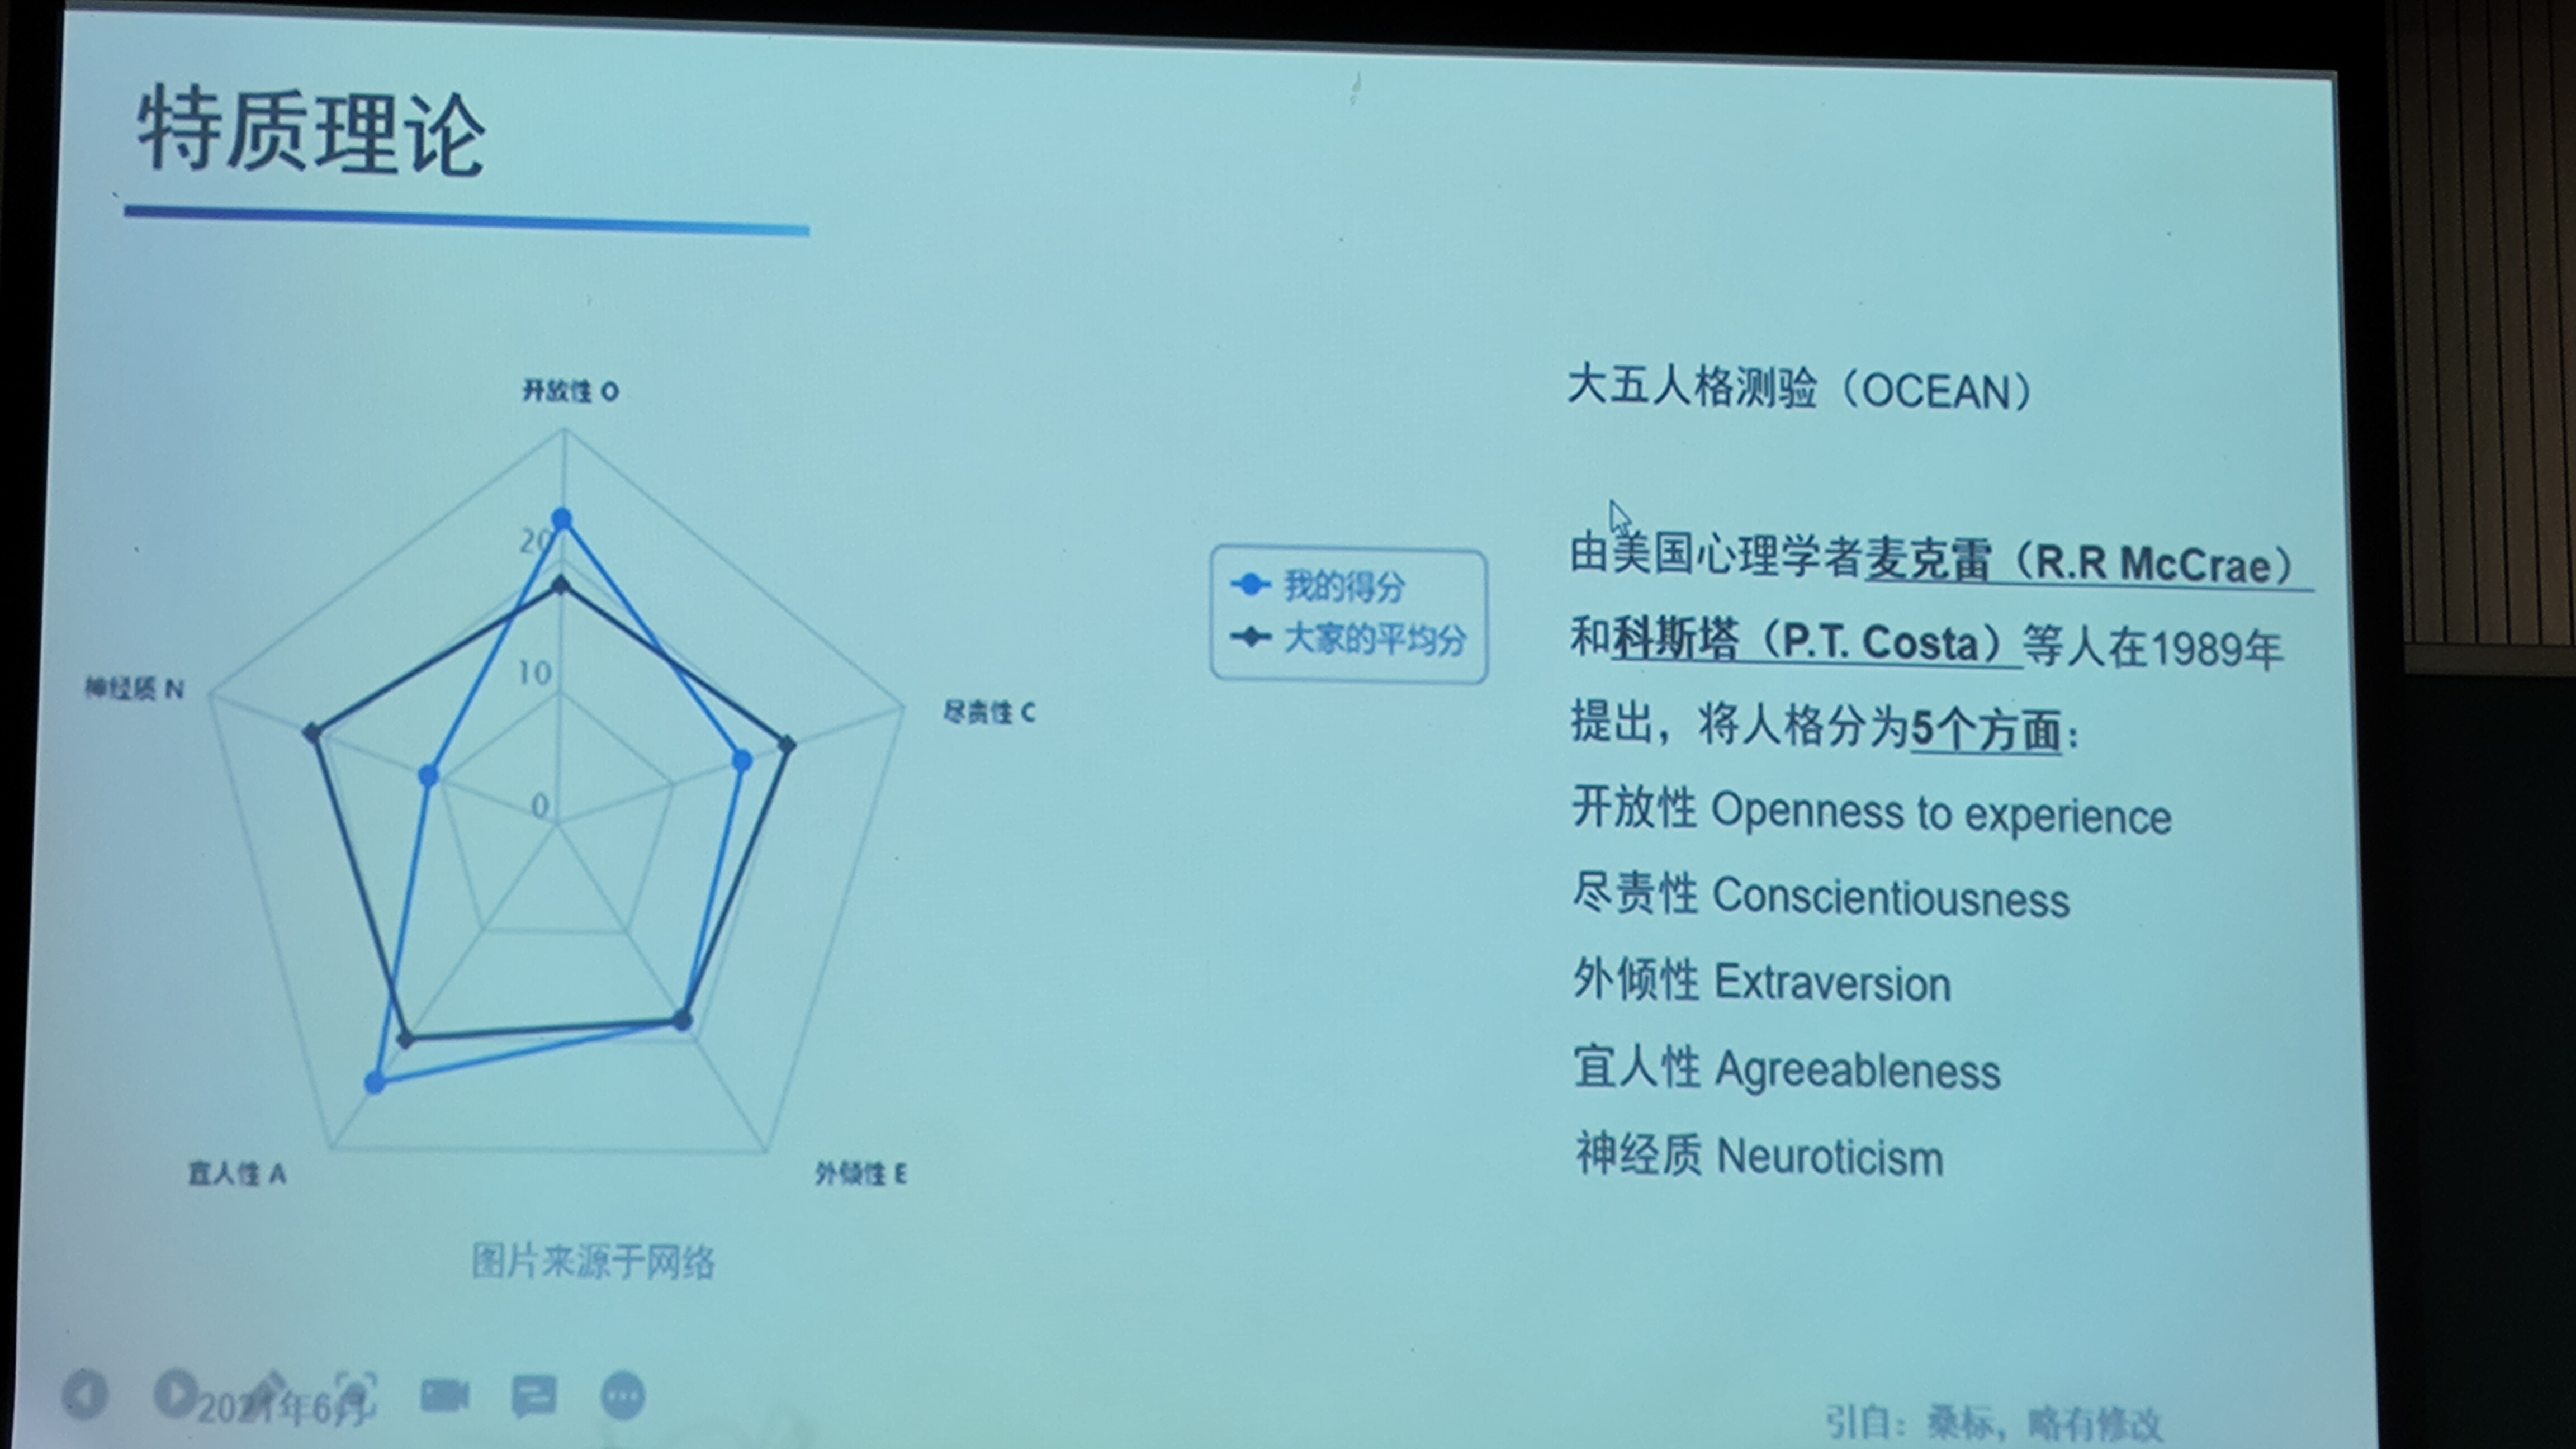 特质理论
开放性 O
20
10
0
神经质 N
尽责性 C
宜人性 A
外倾性 E
图片来源于网络
我的得分
大家的平均分
大五人格测验（OCEAN）
由美国心理学者麦克雷（R.R McCrae）
和科斯塔（P.T. Costa）等人在1989年
提出，将人格分为5个方面：
开放性 Openness to experience
尽责性 Conscientiousness
外倾性 Extraversion
宜人性 Agreeableness
神经质 Neuroticism
2021年6月
引自：桑标，略有修改